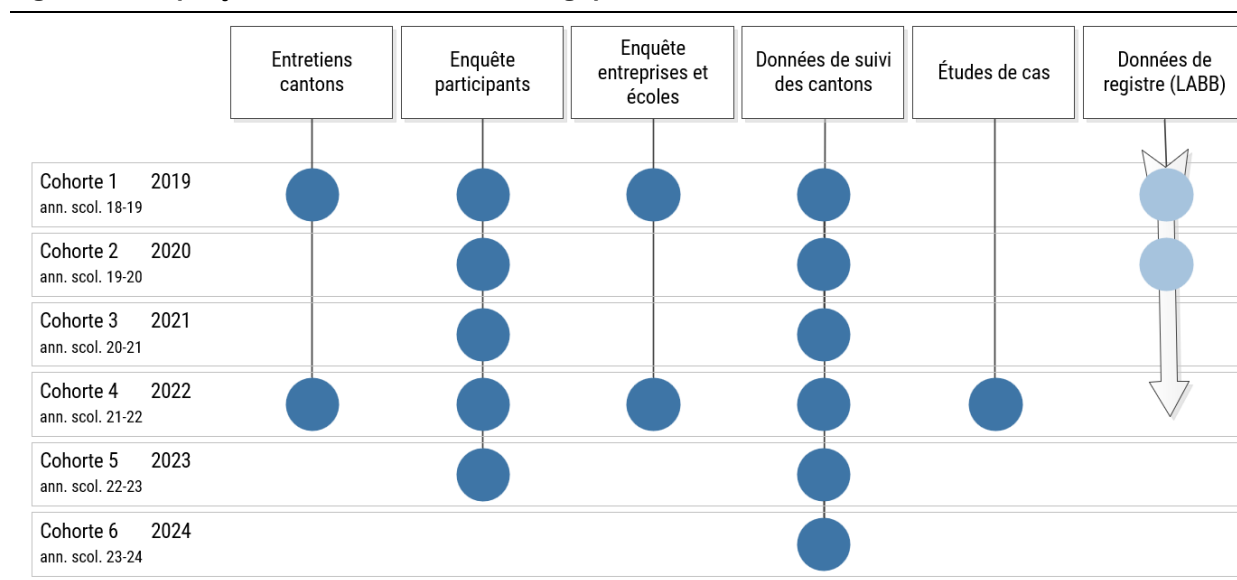 Entretiens
cantons
Enquête
participants
Enquête
entreprises et
écoles
Données de suivi
des cantons
Études de cas
Données de
registre (LABB)
Cohorte 1 2019
ann. scol. 18-19
Cohorte 2 2020
ann. scol. 19-20
Cohorte 3 2021
ann. scol. 20-21
Cohorte 4 2022
ann. scol. 21-22
Cohorte 5 2023
ann. scol. 22-23
Cohorte 6 2024
ann. scol. 23-24